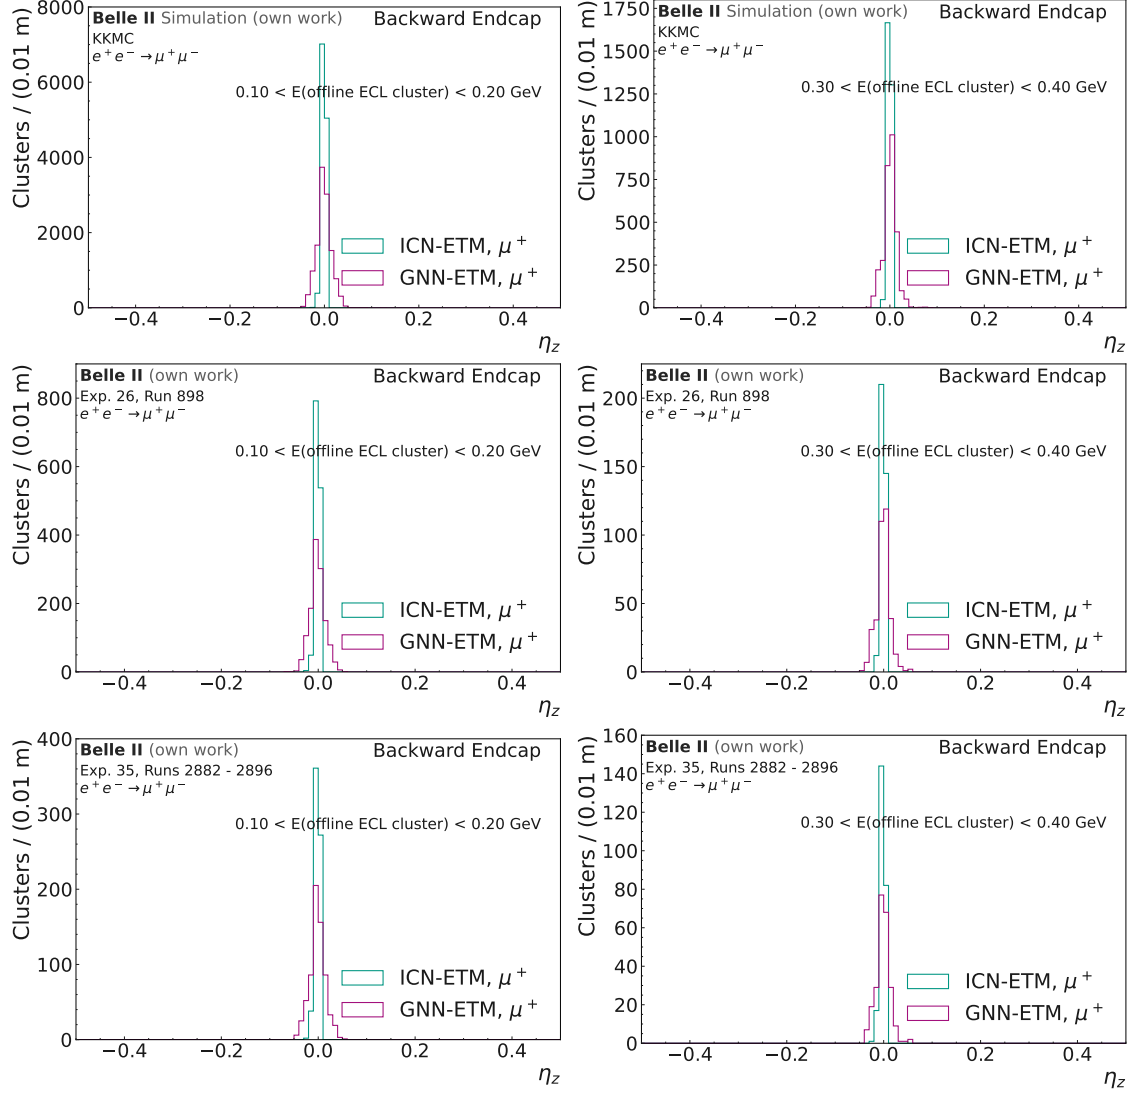 Belle II Simulation (own work)
Backward Endcap
KKMC
e⁺e⁻ → μ⁺μ⁻
0.10 < E(offline ECL cluster) < 0.20 GeV
Clusters / (0.01 m)
8000
6000
4000
2000
0
ICN-ETM, μ⁺
GNN-ETM, μ⁺
−0.4 −0.2 0.0 0.2 0.4
η_z
Belle II Simulation (own work)
Backward Endcap
KKMC
e⁺e⁻ → μ⁺μ⁻
0.30 < E(offline ECL cluster) < 0.40 GeV
Clusters / (0.01 m)
1750
1500
1250
1000
750
500
250
0
ICN-ETM, μ⁺
GNN-ETM, μ⁺
−0.4 −0.2 0.0 0.2 0.4
η_z
Belle II (own work)
Backward Endcap
Exp. 26, Run 898
e⁺e⁻ → μ⁺μ⁻
0.10 < E(offline ECL cluster) < 0.20 GeV
Clusters / (0.01 m)
800
600
400
200
0
ICN-ETM, μ⁺
GNN-ETM, μ⁺
−0.4 −0.2 0.0 0.2 0.4
η_z
Belle II (own work)
Backward Endcap
Exp. 26, Run 898
e⁺e⁻ → μ⁺μ⁻
0.30 < E(offline ECL cluster) < 0.40 GeV
Clusters / (0.01 m)
200
150
100
50
0
ICN-ETM, μ⁺
GNN-ETM, μ⁺
−0.4 −0.2 0.0 0.2 0.4
η_z
Belle II (own work)
Backward Endcap
Exp. 35, Runs 2882 - 2896
e⁺e⁻ → μ⁺μ⁻
0.10 < E(offline ECL cluster) < 0.20 GeV
Clusters / (0.01 m)
400
300
200
100
0
ICN-ETM, μ⁺
GNN-ETM, μ⁺
−0.4 −0.2 0.0 0.2 0.4
η_z
Belle II (own work)
Backward Endcap
Exp. 35, Runs 2882 - 2896
e⁺e⁻ → μ⁺μ⁻
0.30 < E(offline ECL cluster) < 0.40 GeV
Clusters / (0.01 m)
160
140
120
100
80
60
40
20
0
ICN-ETM, μ⁺
GNN-ETM, μ⁺
−0.4 −0.2 0.0 0.2 0.4
η_z